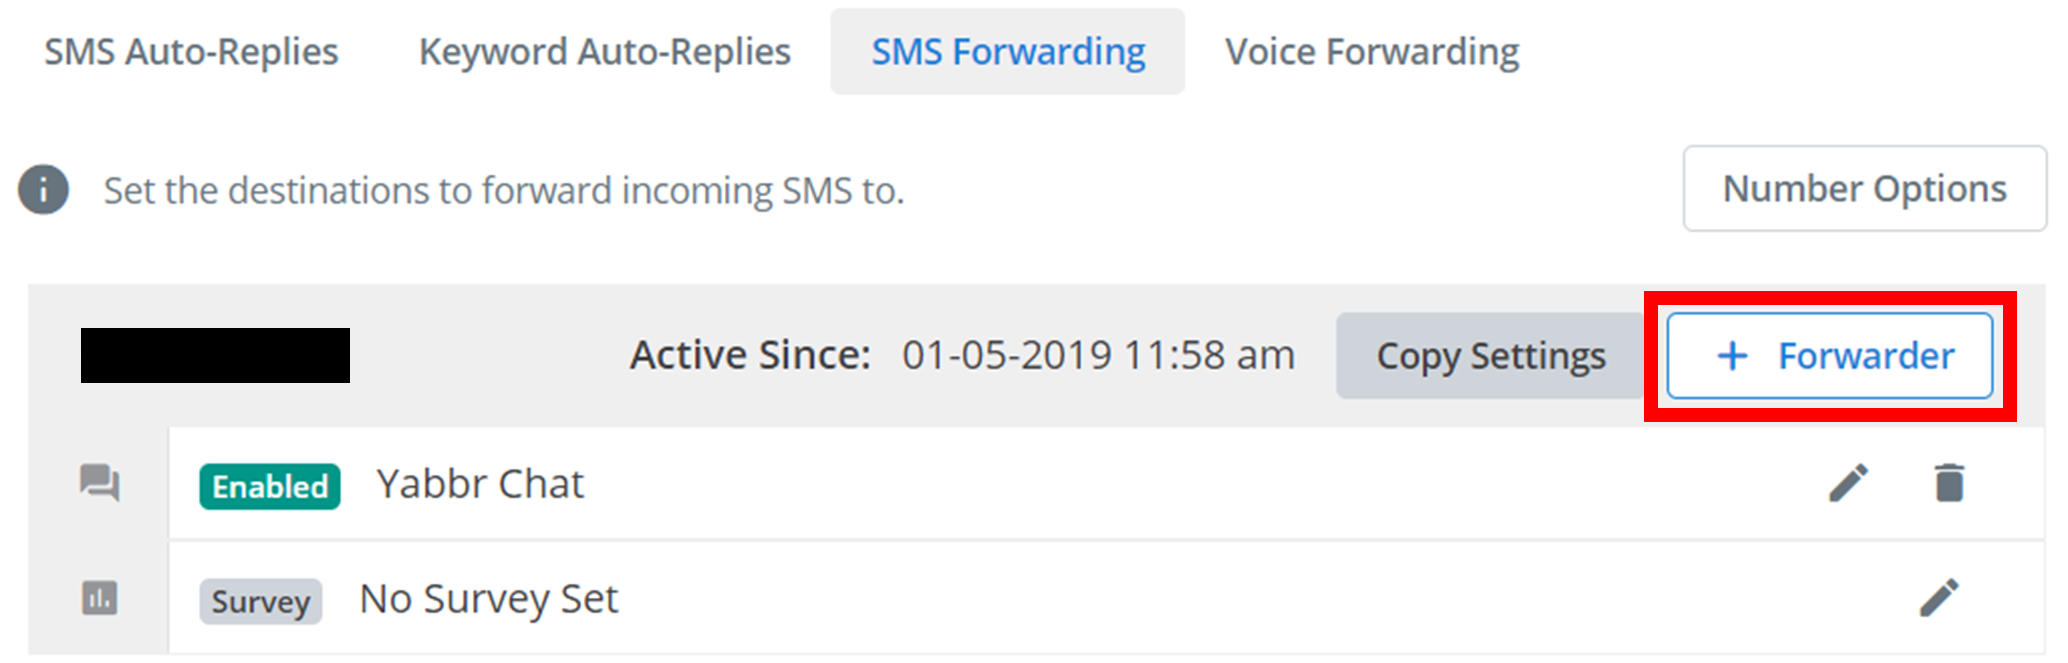 SMS Auto-Replies Keyword Auto-Replies SMS Forwarding Voice Forwarding
Set the destinations to forward incoming SMS to. Number Options
Active Since: 01-05-2019 11:58 am Copy Settings + Forwarder
Enabled Yabbr Chat
Survey No Survey Set